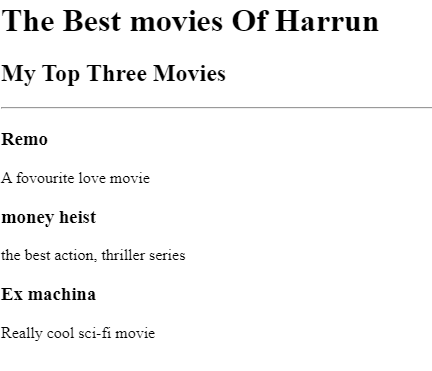 The Best movies Of Harrun
My Top Three Movies
Remo
A fovourite love movie
money heist
the best action, thriller series
Ex machina
Really cool sci-fi movie